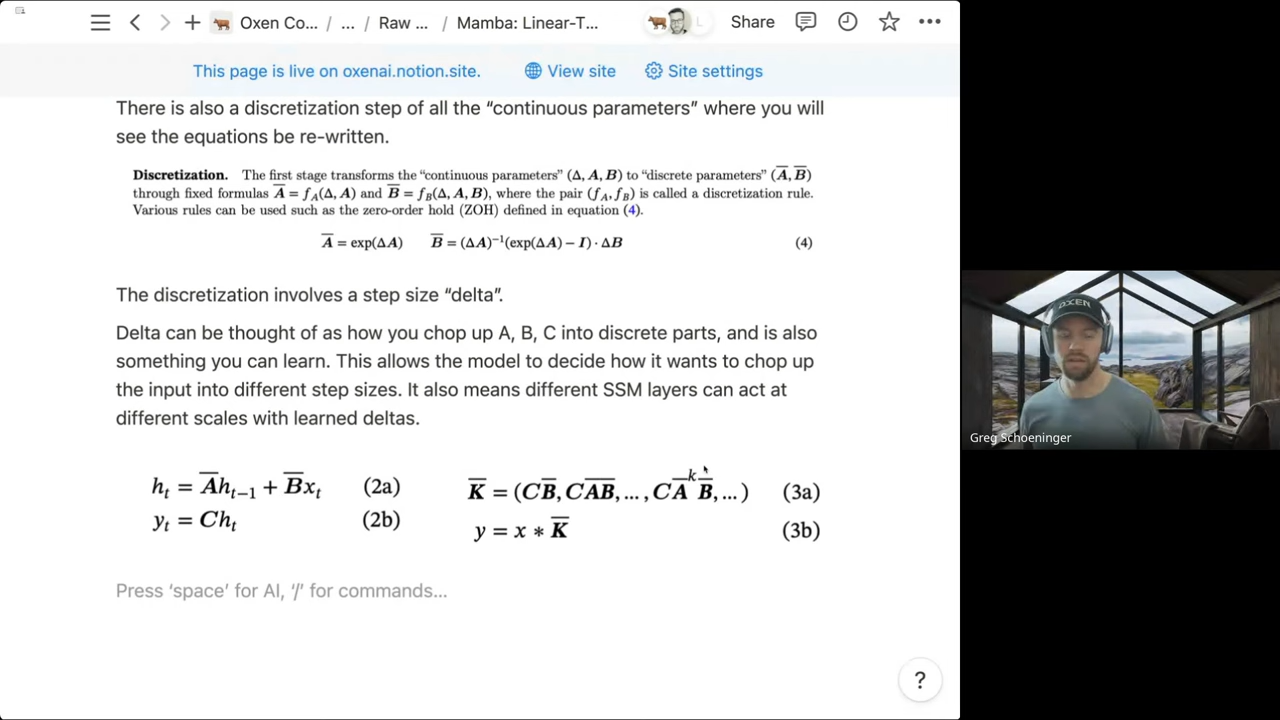 Oxen Co... / ... / Raw ... / Mamba: Linear-T... L Share
This page is live on oxenai.notion.site. View site Site settings
There is also a discretization step of all the “continuous parameters” where you will
see the equations be re-written.
Discretization. The first stage transforms the “continuous parameters” (Δ, A, B) to “discrete parameters” (A̅, B̅)
through fixed formulas A̅ = f_A(Δ, A) and B̅ = f_B(Δ, A, B), where the pair (f_A, f_B) is called a discretization rule.
Various rules can be used such as the zero-order hold (ZOH) defined in equation (4).
A̅ = exp(ΔA) B̅ = (ΔA)⁻¹(exp(ΔA) − I) · ΔB (4)
The discretization involves a step size “delta”.
Delta can be thought of as how you chop up A, B, C into discrete parts, and is also
something you can learn. This allows the model to decide how it wants to chop up
the input into different step sizes. It also means different SSM layers can act at
different scales with learned deltas.
h_t = A̅h_{t−1} + B̅x_t (2a)
y_t = Ch_t (2b)
K̅ = (CB̅, CA̅B̅, ..., CA̅ᵏB̅, ...) (3a)
y = x ∗ K̅ (3b)
Press ‘space’ for AI, ‘/’ for commands...
?
OXEN
Greg Schoeninger